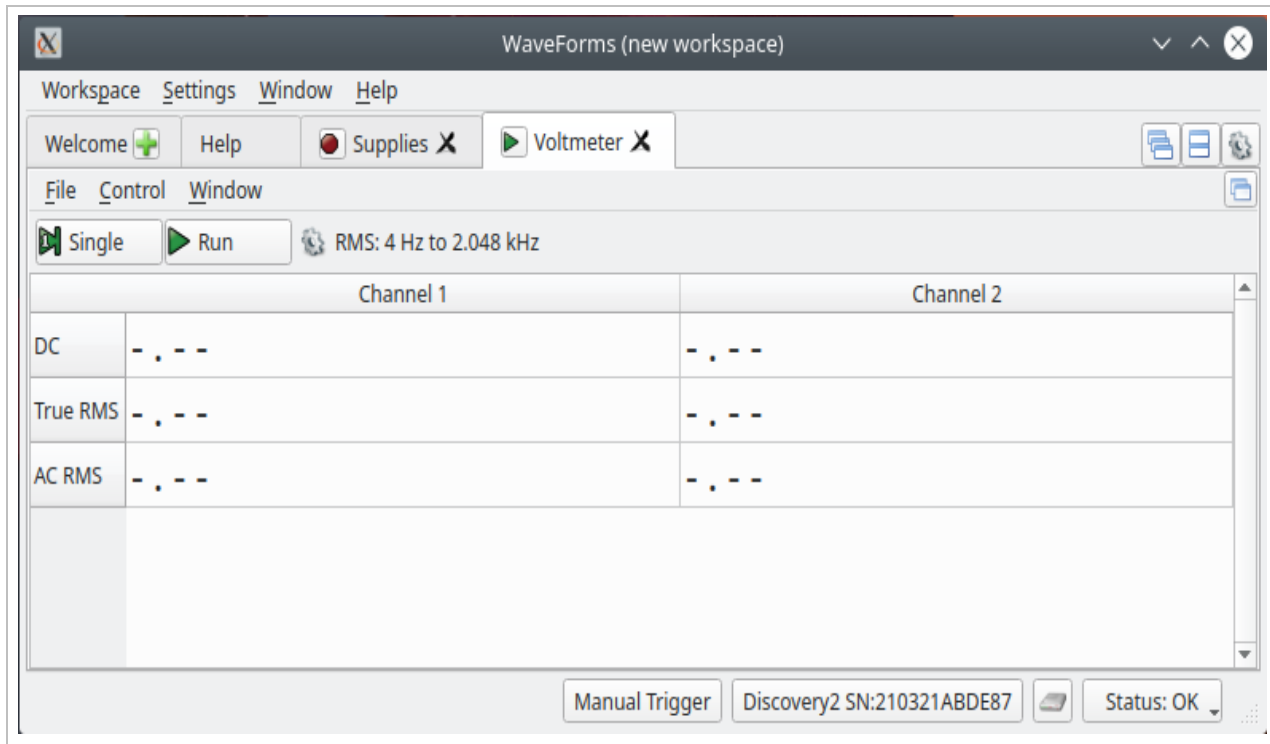 WaveForms (new workspace)
Workspace Settings Window Help
Welcome Help Supplies Voltmeter
File Control Window
Single Run RMS: 4 Hz to 2.048 kHz
Channel 1 Channel 2
DC -.-- -.--
True RMS -.-- -.--
AC RMS -.-- -.--
Manual Trigger Discovery2 SN:210321ABDE87 Status: OK